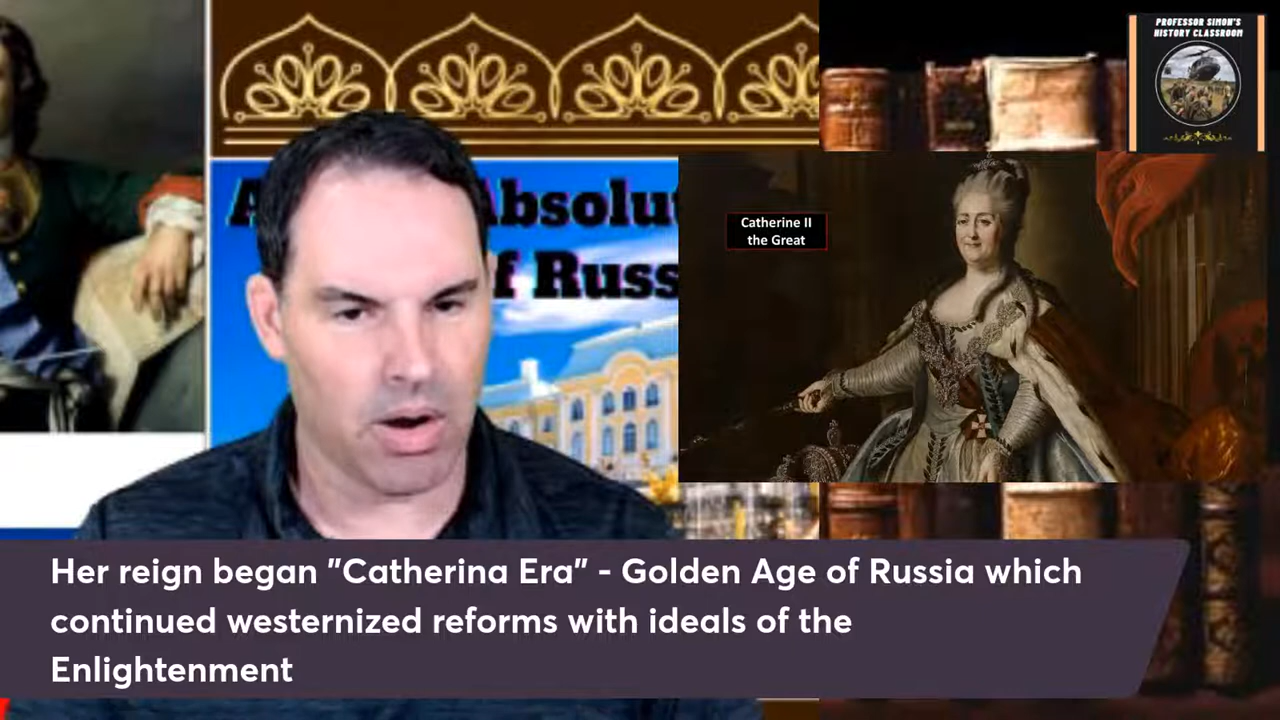 PROFESSOR SIMON'S
HISTORY CLASSROOM
Absolut
f Russ
Catherine II
the Great
Her reign began "Catherina Era" - Golden Age of Russia which
continued westernized reforms with ideals of the
Enlightenment